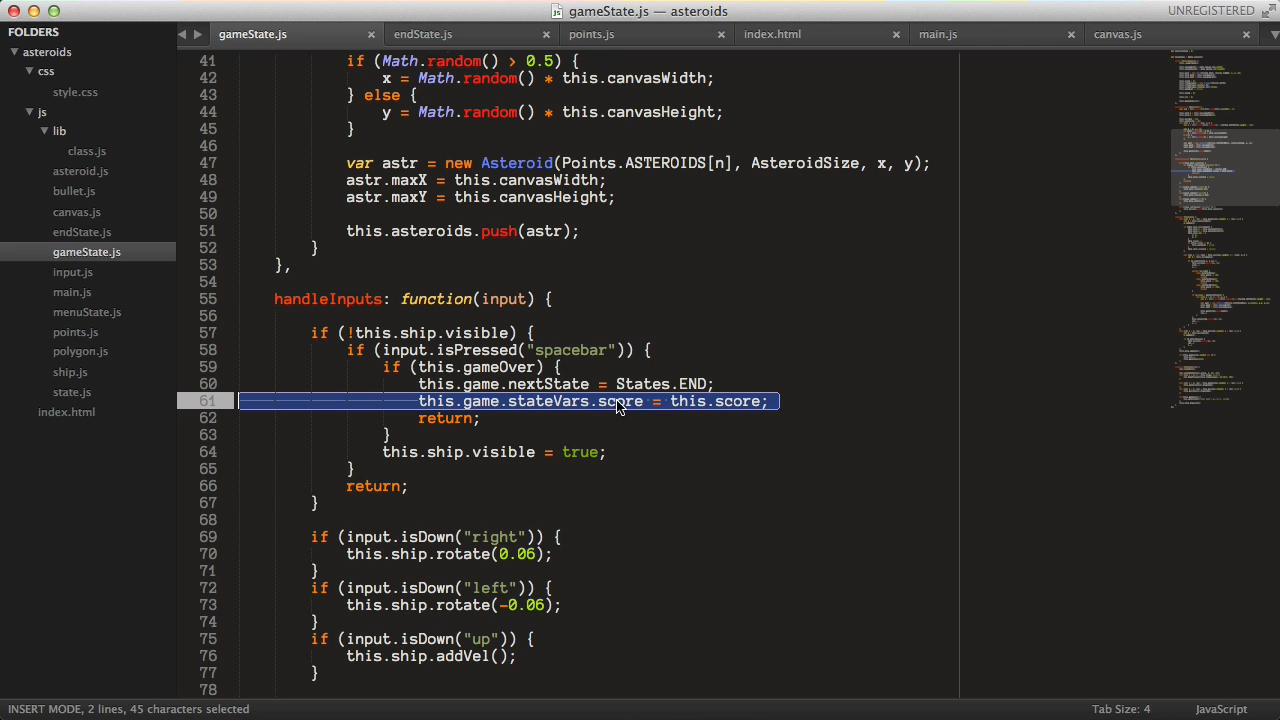 gameState.js — asteroids
UNREGISTERED
FOLDERS
asteroids
css
style.css
js
lib
class.js
asteroid.js
bullet.js
canvas.js
endState.js
gameState.js
input.js
main.js
menuState.js
points.js
polygon.js
ship.js
state.js
index.html
gameState.js × endState.js × points.js × index.html × main.js × canvas.js ×
41 if (Math.random() > 0.5) {
42 x = Math.random() * this.canvasWidth;
43 } else {
44 y = Math.random() * this.canvasHeight;
45 }
46
47 var astr = new Asteroid(Points.ASTEROIDS[n], AsteroidSize, x, y);
48 astr.maxX = this.canvasWidth;
49 astr.maxY = this.canvasHeight;
50
51 this.asteroids.push(astr);
52 }
53 },
54
55 handleInputs: function(input) {
56
57 if (!this.ship.visible) {
58 if (input.isPressed("spacebar")) {
59 if (this.gameOver) {
60 this.game.nextState = States.END;
61 this.game.stateVars.score = this.score;
62 return;
63 }
64 this.ship.visible = true;
65 }
66 return;
67 }
68
69 if (input.isDown("right")) {
70 this.ship.rotate(0.06);
71 }
72 if (input.isDown("left")) {
73 this.ship.rotate(-0.06);
74 }
75 if (input.isDown("up")) {
76 this.ship.addVel();
77 }
78
INSERT MODE, 2 lines, 45 characters selected
Tab Size: 4
JavaScript